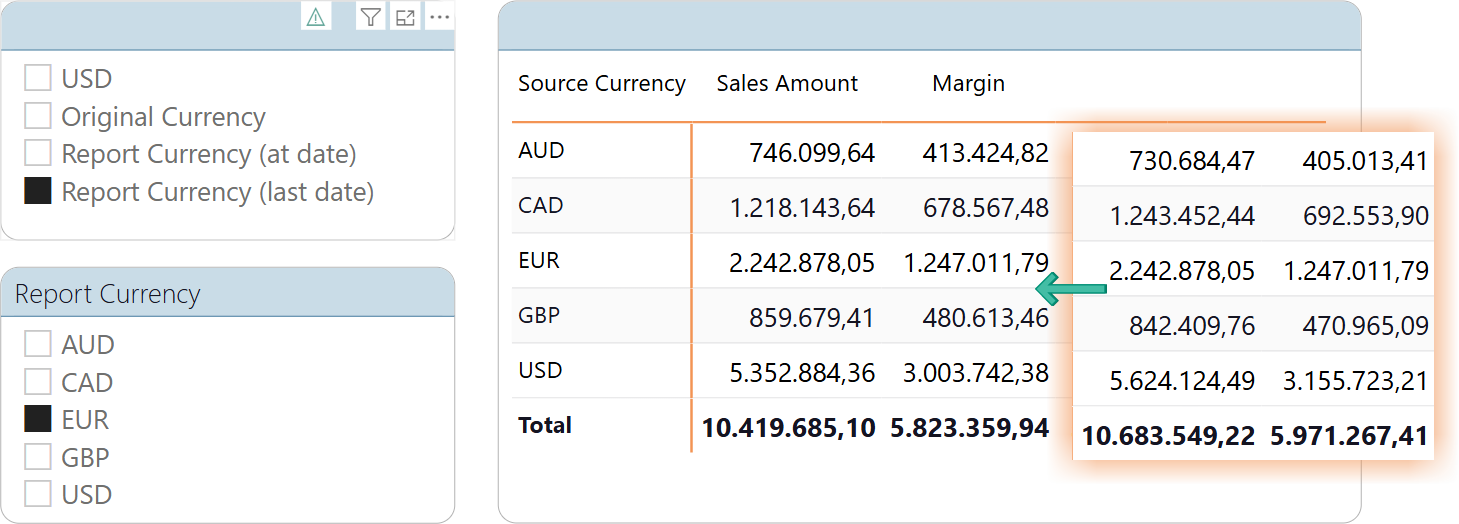 USD
Original Currency
Report Currency (at date)
Report Currency (last date)
Report Currency
AUD
CAD
EUR
GBP
USD
Source Currency Sales Amount Margin
AUD 746.099,64 413.424,82 730.684,47 405.013,41
CAD 1.218.143,64 678.567,48 1.243.452,44 692.553,90
EUR 2.242.878,05 1.247.011,79 2.242.878,05 1.247.011,79
GBP 859.679,41 480.613,46 842.409,76 470.965,09
USD 5.352.884,36 3.003.742,38 5.624.124,49 3.155.723,21
Total 10.419.685,10 5.823.359,94 10.683.549,22 5.971.267,41